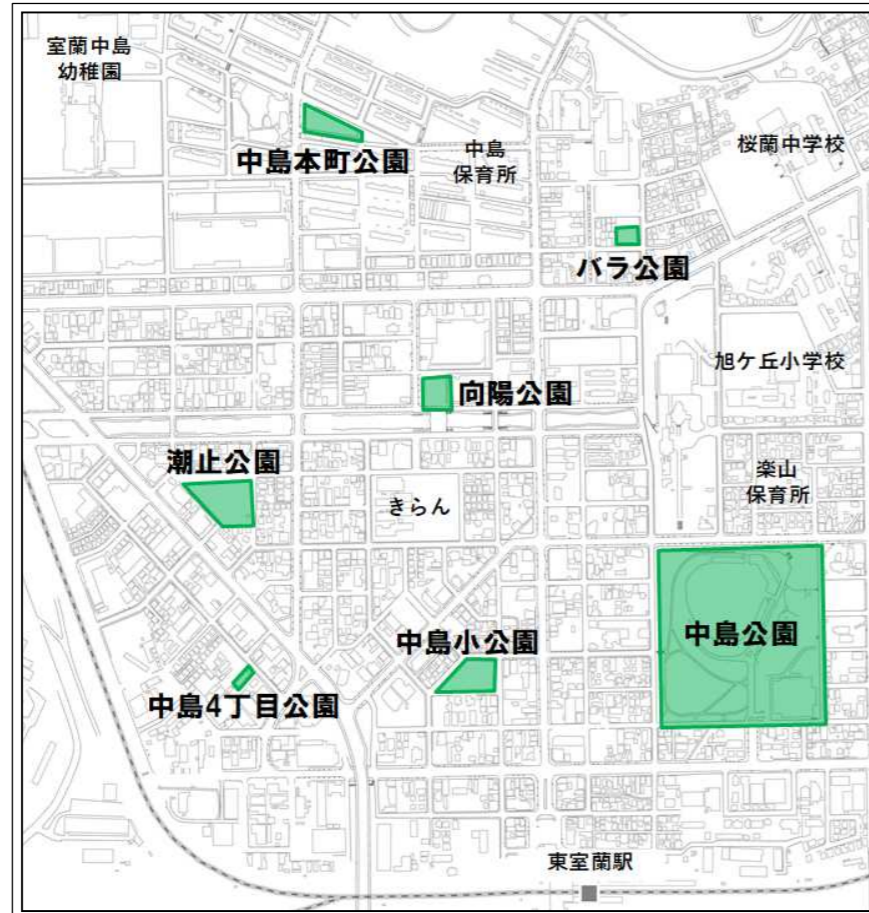 室蘭中島
幼稚園
中島本町公園
中島
保育所
桜蘭中学校
バラ公園
旭ケ丘小学校
向陽公園
潮止公園
きらん
楽山
保育所
中島小公園
中島公園
中島4丁目公園
東室蘭駅